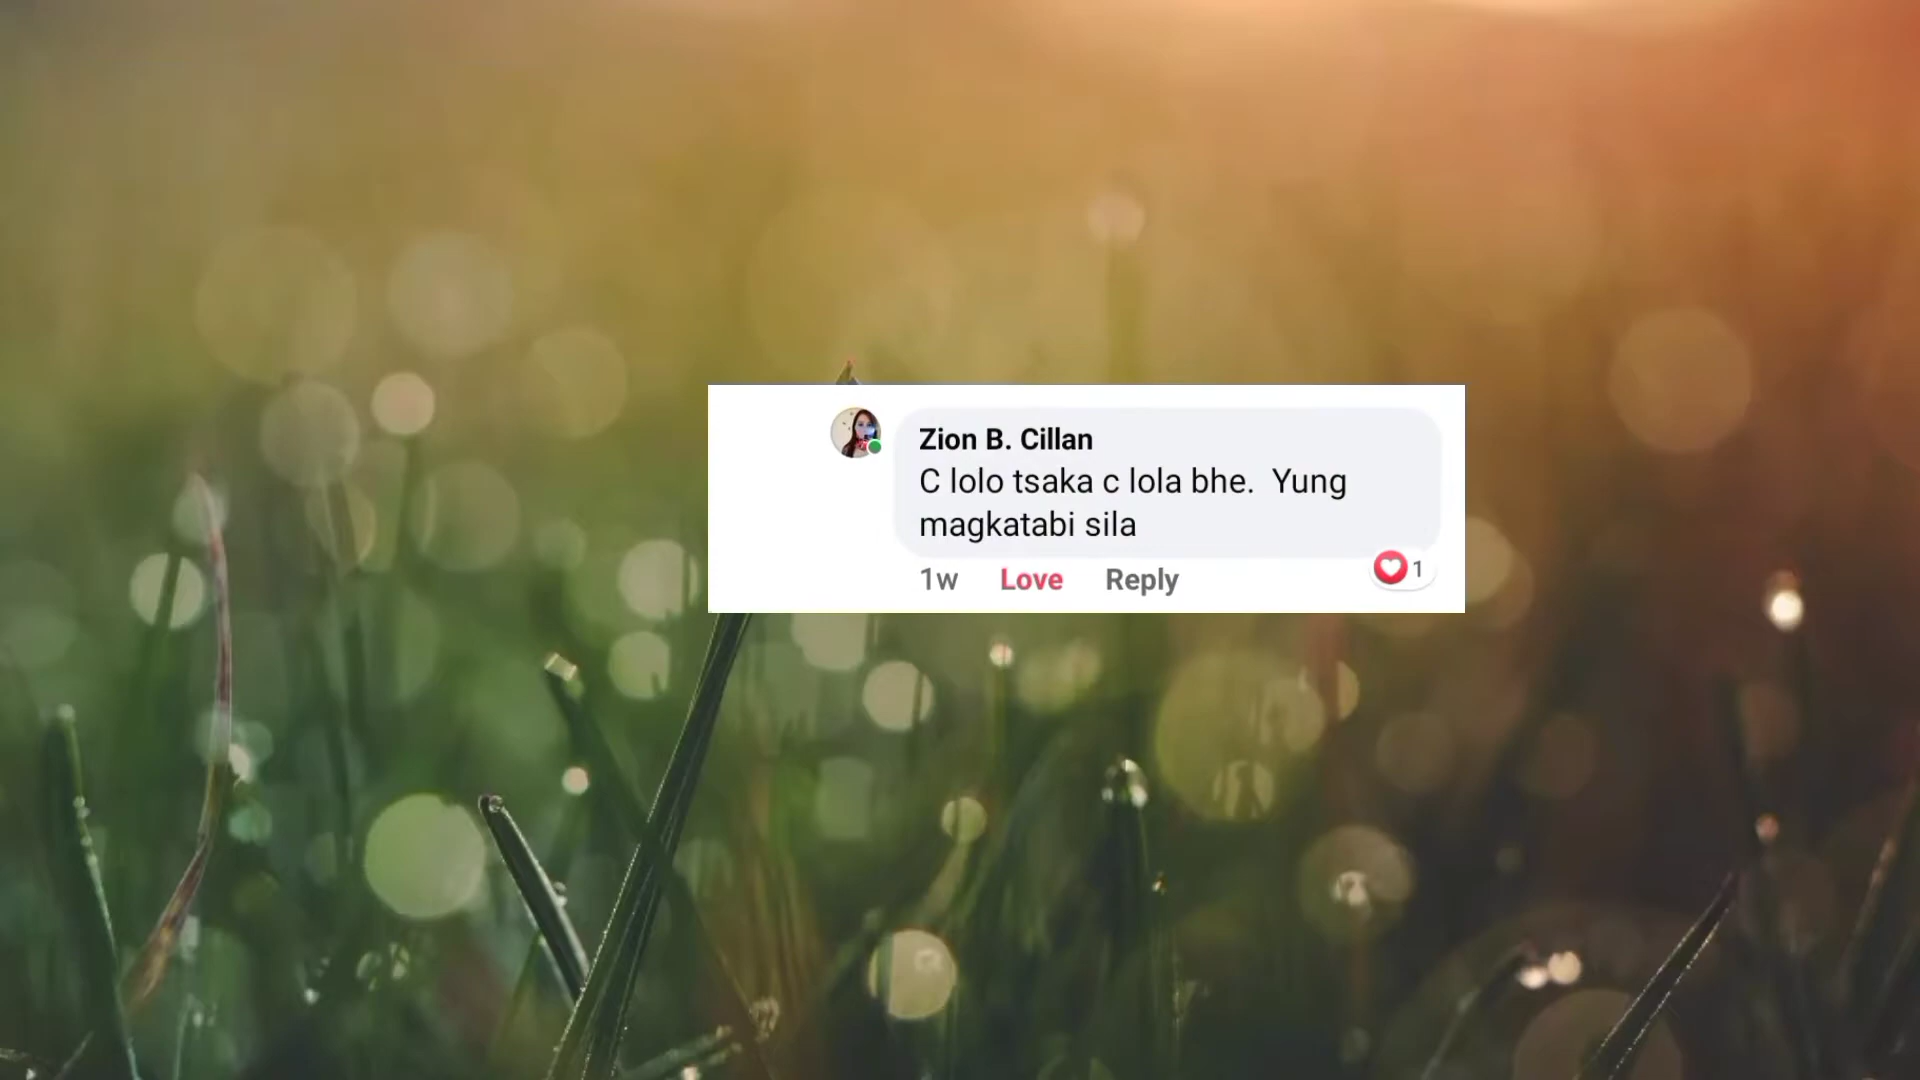 Zion B. Cillan
C lolo tsaka c lola bhe. Yung
magkatabi sila
1w Love Reply 1